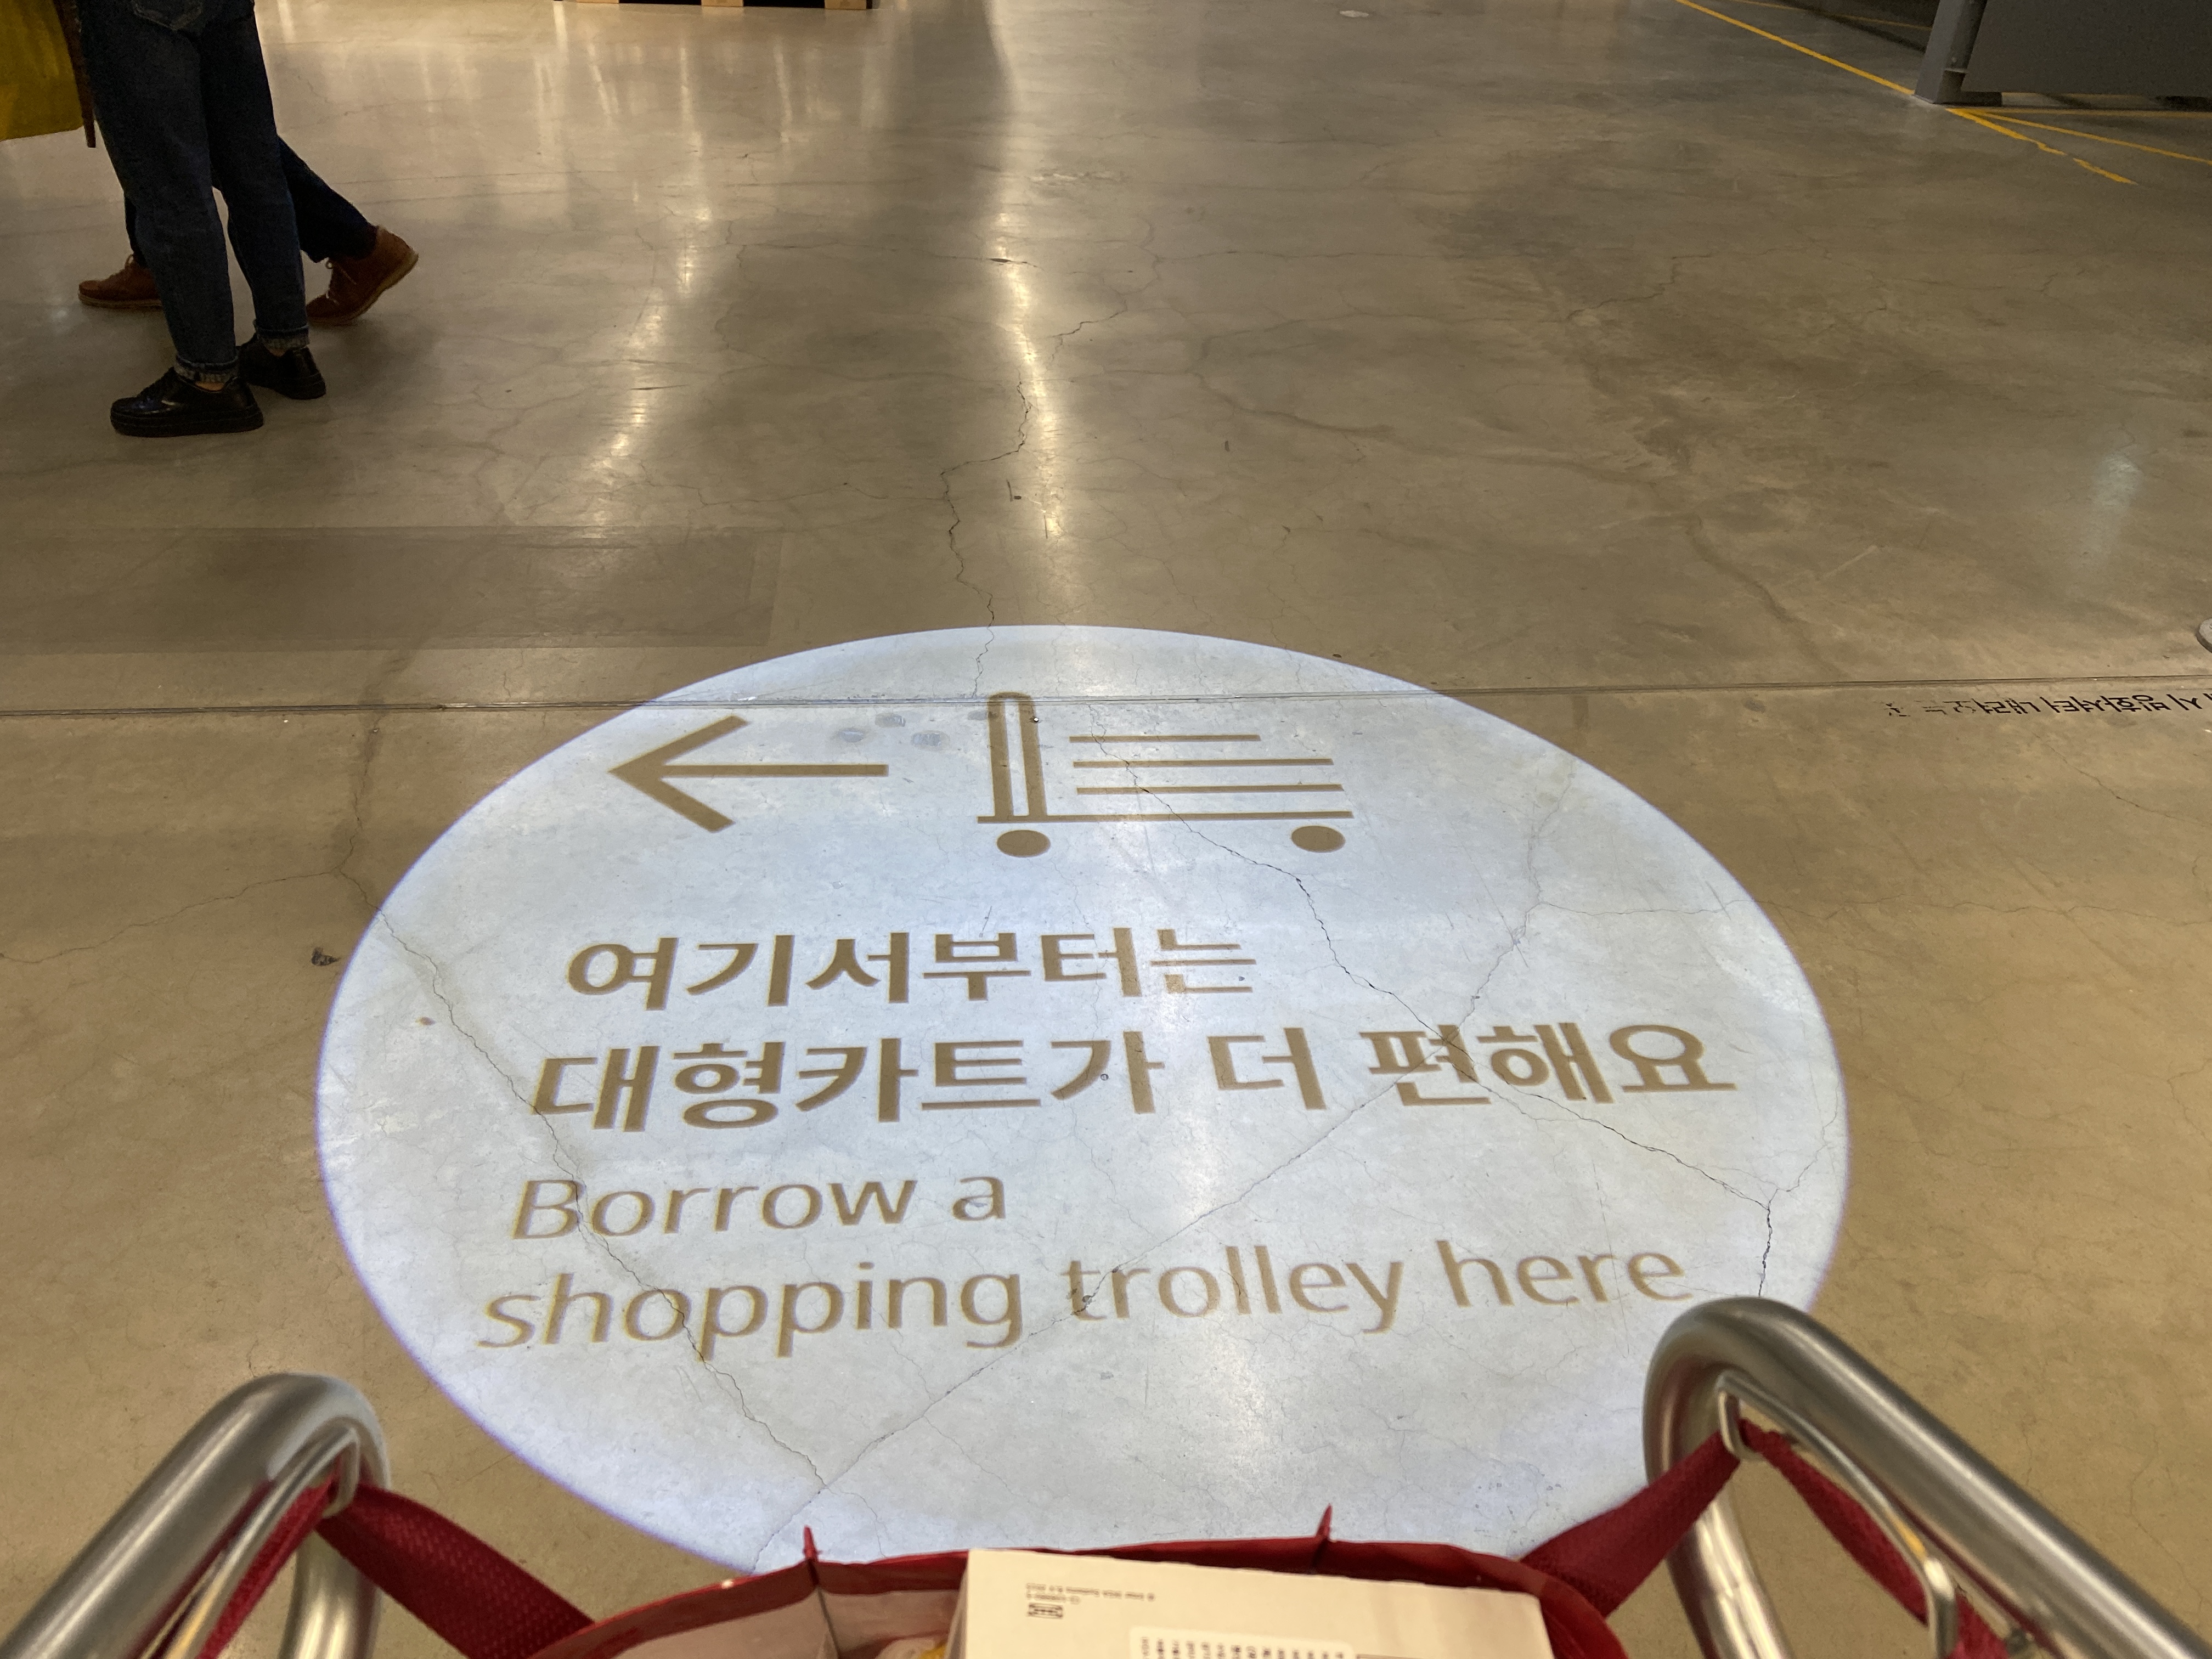 여기서부터는
대형카트가 더 편해요
Borrow a
shopping trolley here